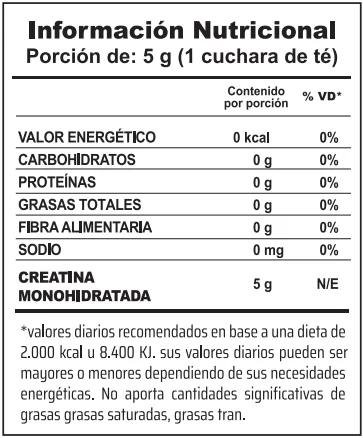 Información Nutricional
Porción de: 5 g (1 cuchara de té)
Contenido por porción % VD*
VALOR ENERGÉTICO 0 kcal 0%
CARBOHIDRATOS 0 g 0%
PROTEÍNAS 0 g 0%
GRASAS TOTALES 0 g 0%
FIBRA ALIMENTARIA 0 g 0%
SODIO 0 mg 0%
CREATINA MONOHIDRATADA 5 g N/E
*valores diarios recomendados en base a una dieta de
2.000 kcal u 8.400 KJ. sus valores diarios pueden ser
mayores o menores dependiendo de sus necesidades
energéticas. No aporta cantidades significativas de
grasas grasas saturadas, grasas tran.